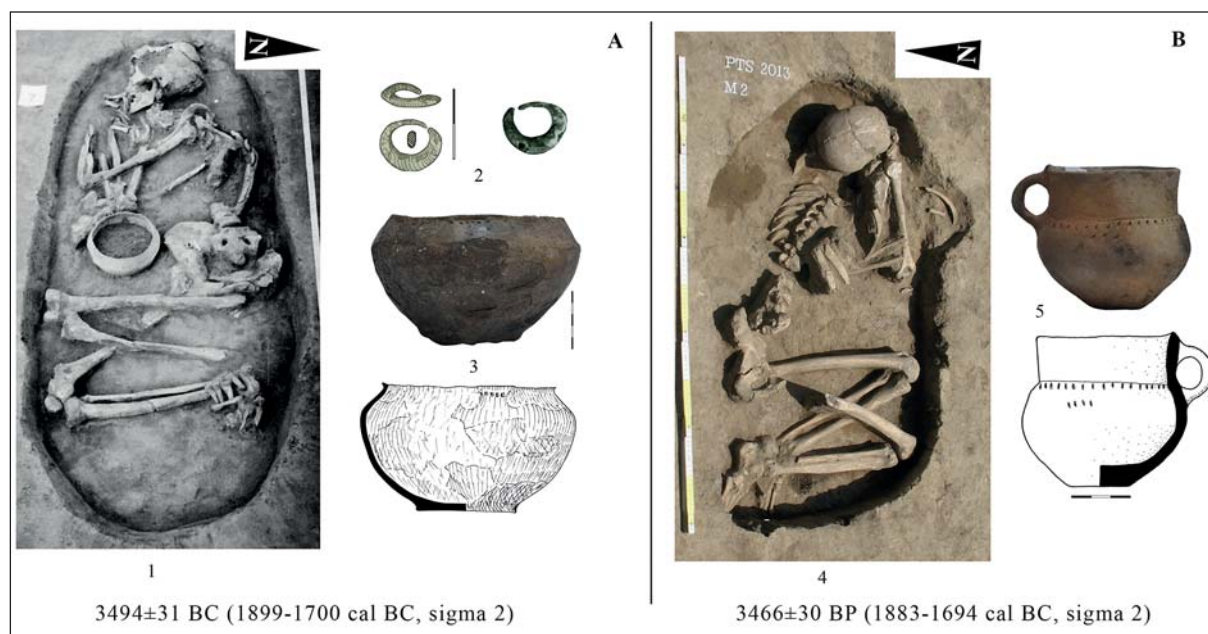 N
A
2
3
1
3494±31 BC (1899-1700 cal BC, sigma 2)
N
B
PTS 2013
M 2
5
4
3466±30 BP (1883-1694 cal BC, sigma 2)